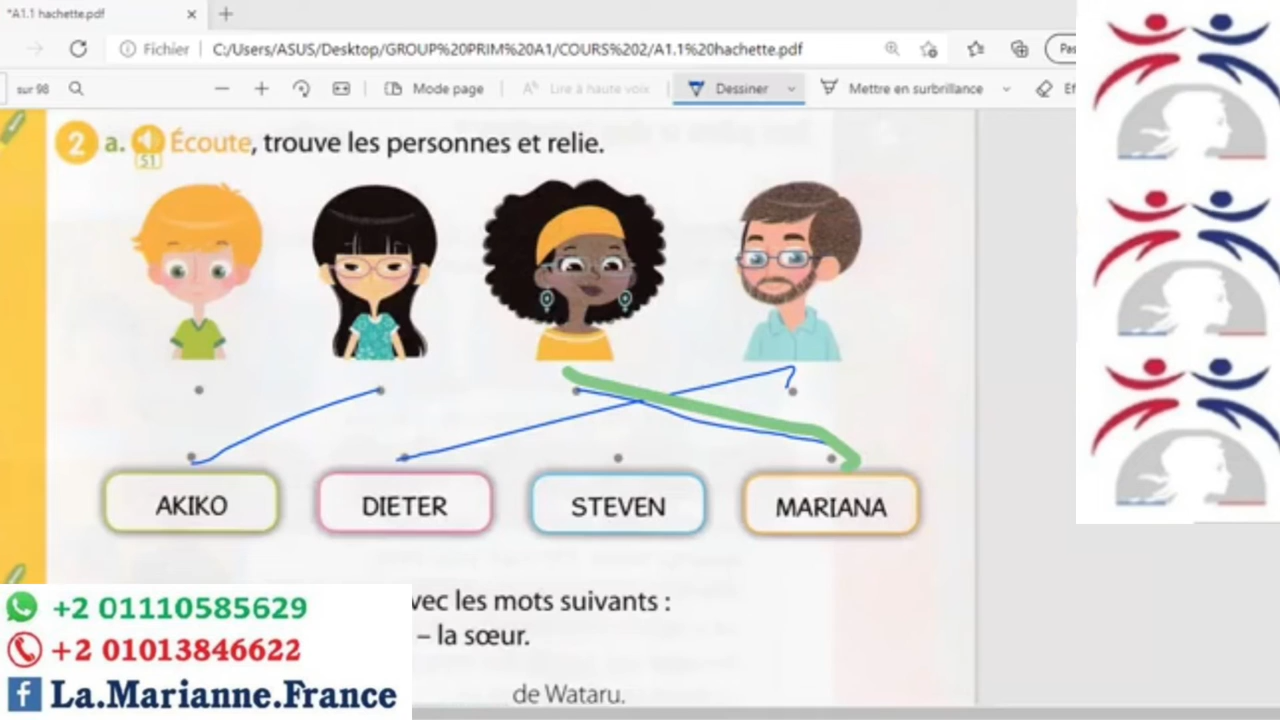 *A1.1 hachette.pdf
Fichier C:/Users/ASUS/Desktop/GROUP%20PRIM%20A1/COURS%202/A1.1%20hachette.pdf
sur 98 Mode page Lire à haute voix Dessiner Mettre en surbrillance
2 a. Écoute, trouve les personnes et relie.
51
AKIKO DIETER STEVEN MARIANA
vec les mots suivants :
– la sœur.
de Wataru.
+2 01110585629
+2 01013846622
La.Marianne.France